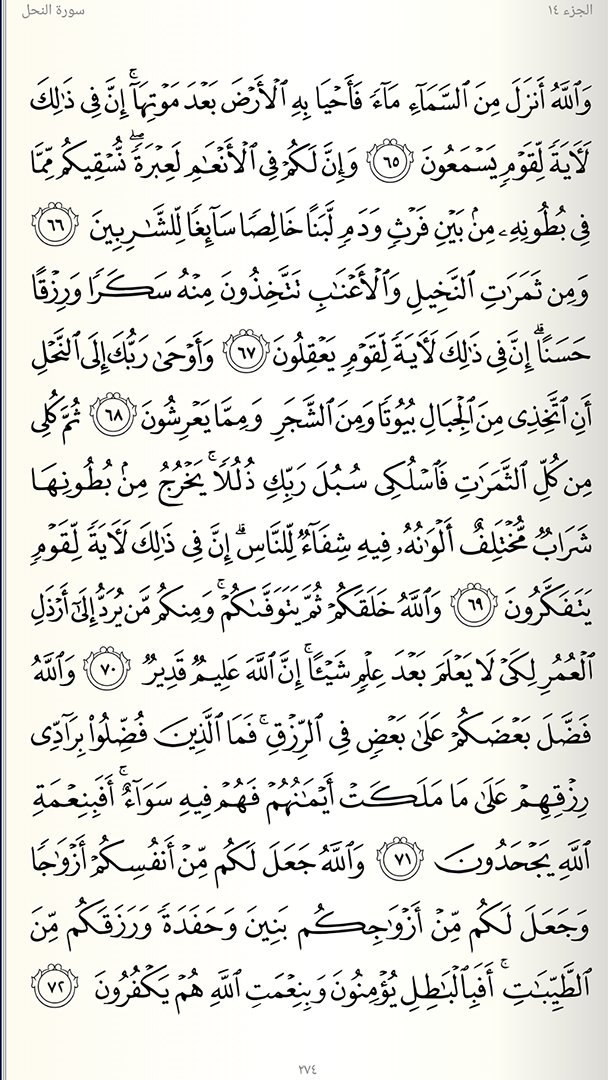 الجزء ١٤
سورة النحل
وَٱللَّهُ أَنزَلَ مِنَ ٱلسَّمَآءِ مَآءٗ فَأَحۡيَا بِهِ ٱلۡأَرۡضَ بَعۡدَ مَوۡتِهَآۚ إِنَّ فِي ذَٰلِكَ
لَأٓيَةٗ لِّقَوۡمٖ يَسۡمَعُونَ ٦٥ وَإِنَّ لَكُمۡ فِي ٱلۡأَنۡعَٰمِ لَعِبۡرَةٗۖ نُّسۡقِيكُم مِّمَّا
فِي بُطُونِهِۦ مِنۢ بَيۡنِ فَرۡثٖ وَدَمٖ لَّبَنًا خَالِصٗا سَآئِغٗا لِّلشَّٰرِبِينَ ٦٦
وَمِن ثَمَرَٰتِ ٱلنَّخِيلِ وَٱلۡأَعۡنَٰبِ تَتَّخِذُونَ مِنۡهُ سَكَرٗا وَرِزۡقًا
حَسَنًاۚ إِنَّ فِي ذَٰلِكَ لَأٓيَةٗ لِّقَوۡمٖ يَعۡقِلُونَ ٦٧ وَأَوۡحَىٰ رَبُّكَ إِلَى ٱلنَّحۡلِ
أَنِ ٱتَّخِذِي مِنَ ٱلۡجِبَالِ بُيُوتٗا وَمِنَ ٱلشَّجَرِ وَمِمَّا يَعۡرِشُونَ ٦٨ ثُمَّ كُلِي
مِن كُلِّ ٱلثَّمَرَٰتِ فَٱسۡلُكِي سُبُلَ رَبِّكِ ذُلُلٗاۚ يَخۡرُجُ مِنۢ بُطُونِهَا
شَرَابٞ مُّخۡتَلِفٌ أَلۡوَٰنُهُۥ فِيهِ شِفَآءٞ لِّلنَّاسِۚ إِنَّ فِي ذَٰلِكَ لَأٓيَةٗ لِّقَوۡمٖ
يَتَفَكَّرُونَ ٦٩ وَٱللَّهُ خَلَقَكُمۡ ثُمَّ يَتَوَفَّىٰكُمۡۚ وَمِنكُم مَّن يُرَدُّ إِلَىٰٓ أَرۡذَلِ
ٱلۡعُمُرِ لِكَيۡ لَا يَعۡلَمَ بَعۡدَ عِلۡمٖ شَيۡـًٔاۚ إِنَّ ٱللَّهَ عَلِيمٞ قَدِيرٞ ٧٠ وَٱللَّهُ
فَضَّلَ بَعۡضَكُمۡ عَلَىٰ بَعۡضٖ فِي ٱلرِّزۡقِۚ فَمَا ٱلَّذِينَ فُضِّلُواْ بِرَآدِّي
رِزۡقِهِمۡ عَلَىٰ مَا مَلَكَتۡ أَيۡمَٰنُهُمۡ فَهُمۡ فِيهِ سَوَآءٌۚ أَفَبِنِعۡمَةِ
ٱللَّهِ يَجۡحَدُونَ ٧١ وَٱللَّهُ جَعَلَ لَكُم مِّنۡ أَنفُسِكُمۡ أَزۡوَٰجٗا
وَجَعَلَ لَكُم مِّنۡ أَزۡوَٰجِكُم بَنِينَ وَحَفَدَةٗ وَرَزَقَكُم مِّنَ
ٱلطَّيِّبَٰتِۚ أَفَبِٱلۡبَٰطِلِ يُؤۡمِنُونَ وَبِنِعۡمَتِ ٱللَّهِ هُمۡ يَكۡفُرُونَ ٧٢
٢٧٤